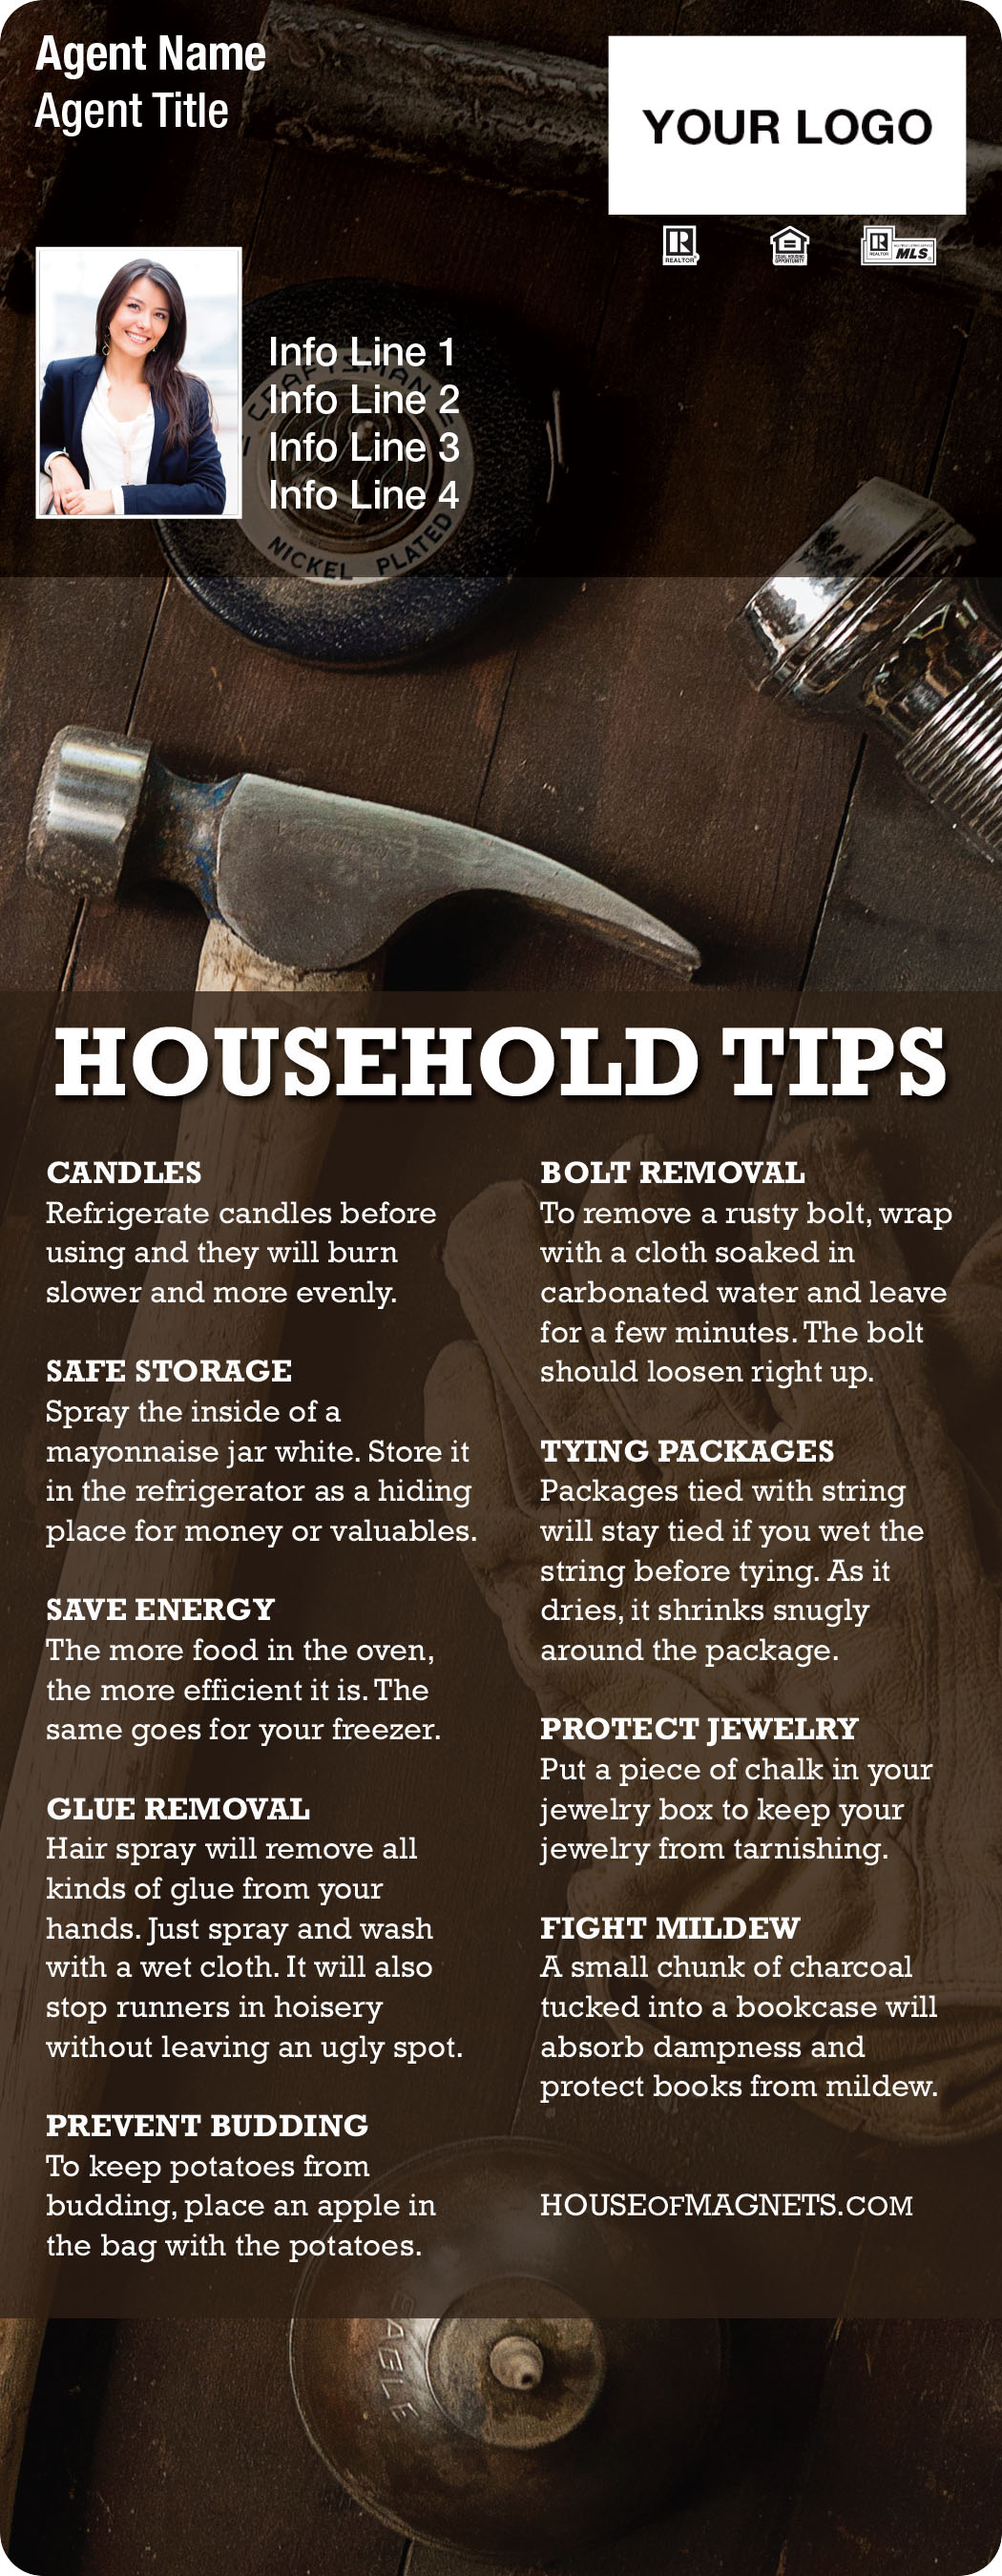 Agent Name
Agent Title
YOUR LOGO
REALTOR
EQUAL HOUSING
OPPORTUNITY
REALTOR
MLS
Info Line 1
Info Line 2
Info Line 3
Info Line 4
CRAFTSMAN
NICKEL PLATED
HOUSEHOLD TIPS
CANDLES
Refrigerate candles before
using and they will burn
slower and more evenly.
SAFE STORAGE
Spray the inside of a
mayonnaise jar white. Store it
in the refrigerator as a hiding
place for money or valuables.
SAVE ENERGY
The more food in the oven,
the more efficient it is. The
same goes for your freezer.
GLUE REMOVAL
Hair spray will remove all
kinds of glue from your
hands. Just spray and wash
with a wet cloth. It will also
stop runners in hoisery
without leaving an ugly spot.
PREVENT BUDDING
To keep potatoes from
budding, place an apple in
the bag with the potatoes.
BOLT REMOVAL
To remove a rusty bolt, wrap
with a cloth soaked in
carbonated water and leave
for a few minutes. The bolt
should loosen right up.
TYING PACKAGES
Packages tied with string
will stay tied if you wet the
string before tying. As it
dries, it shrinks snugly
around the package.
PROTECT JEWELRY
Put a piece of chalk in your
jewelry box to keep your
jewelry from tarnishing.
FIGHT MILDEW
A small chunk of charcoal
tucked into a bookcase will
absorb dampness and
protect books from mildew.
HOUSEOFMAGNETS.COM
EAGLE